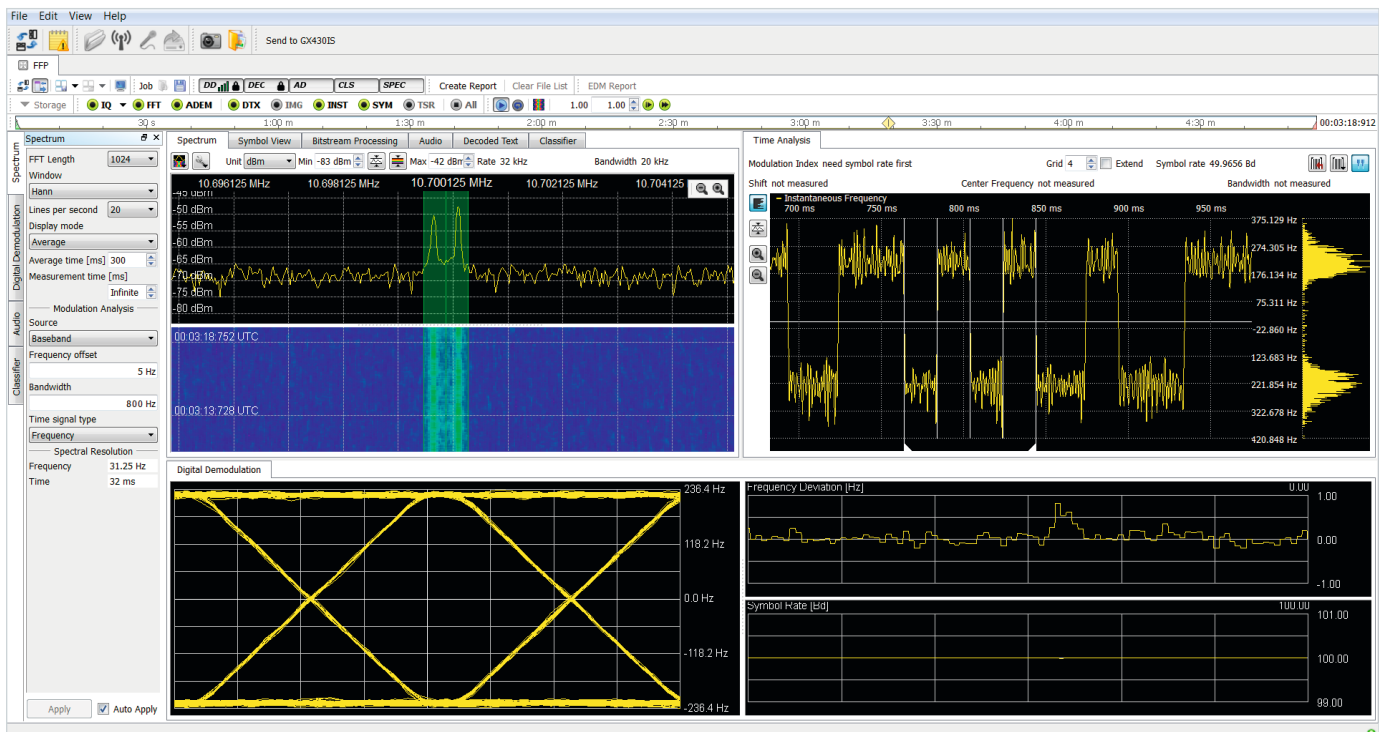 File Edit View Help
Send to GX430IS
FFP
Job DD DEC AD CLS SPEC Create Report Clear File List EDM Report
Storage IQ FFT ADEM DTX IMG INST SYM TSR All 1.00 1.00
30 s 1:00 m 1:30 m 2:00 m 2:30 m 3:00 m 3:30 m 4:00 m 4:30 m 00:03:18:912
Spectrum
Digital Demodulation
Audio
Classifier
Spectrum
FFT Length 1024
Window
Hann
Lines per second 20
Display mode
Average
Average time [ms] 300
Measurement time [ms]
Infinite
Modulation Analysis
Source
Baseband
Frequency offset
5 Hz
Bandwidth
800 Hz
Time signal type
Frequency
Spectral Resolution
Frequency 31.25 Hz
Time 32 ms
Apply Auto Apply
Spectrum Symbol View Bitstream Processing Audio Decoded Text Classifier
Unit dBm Min -83 dBm Max -42 dBm Rate 32 kHz Bandwidth 20 kHz
10.696125 MHz 10.698125 MHz 10.700125 MHz 10.702125 MHz 10.704125
-45 dBm
-50 dBm
-55 dBm
-60 dBm
-65 dBm
-70 dBm
-75 dBm
-80 dBm
00:03:18.752 UTC
00:03:13.728 UTC
Time Analysis
Modulation Index need symbol rate first Grid 4 Extend Symbol rate 49.9656 Bd
Shift not measured Center Frequency not measured Bandwidth not measured
Instantaneous Frequency
700 ms 750 ms 800 ms 850 ms 900 ms 950 ms
375.129 Hz
274.305 Hz
176.134 Hz
75.311 Hz
-22.860 Hz
123.683 Hz
221.854 Hz
322.678 Hz
420.848 Hz
Digital Demodulation
236.4 Hz
118.2 Hz
0.0 Hz
-118.2 Hz
-236.4 Hz
Frequency Deviation [Hz] 0.00
1.00
0.00
-1.00
Symbol Rate [Bd] 100.00
101.00
100.00
99.00